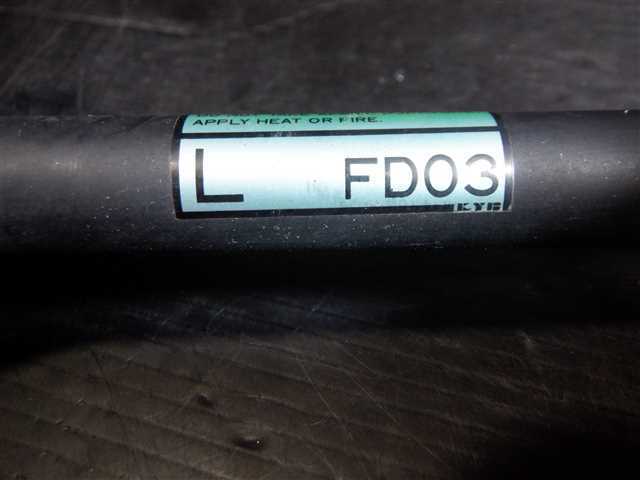 APPLY HEAT OR FIRE.
L FD03
KYB